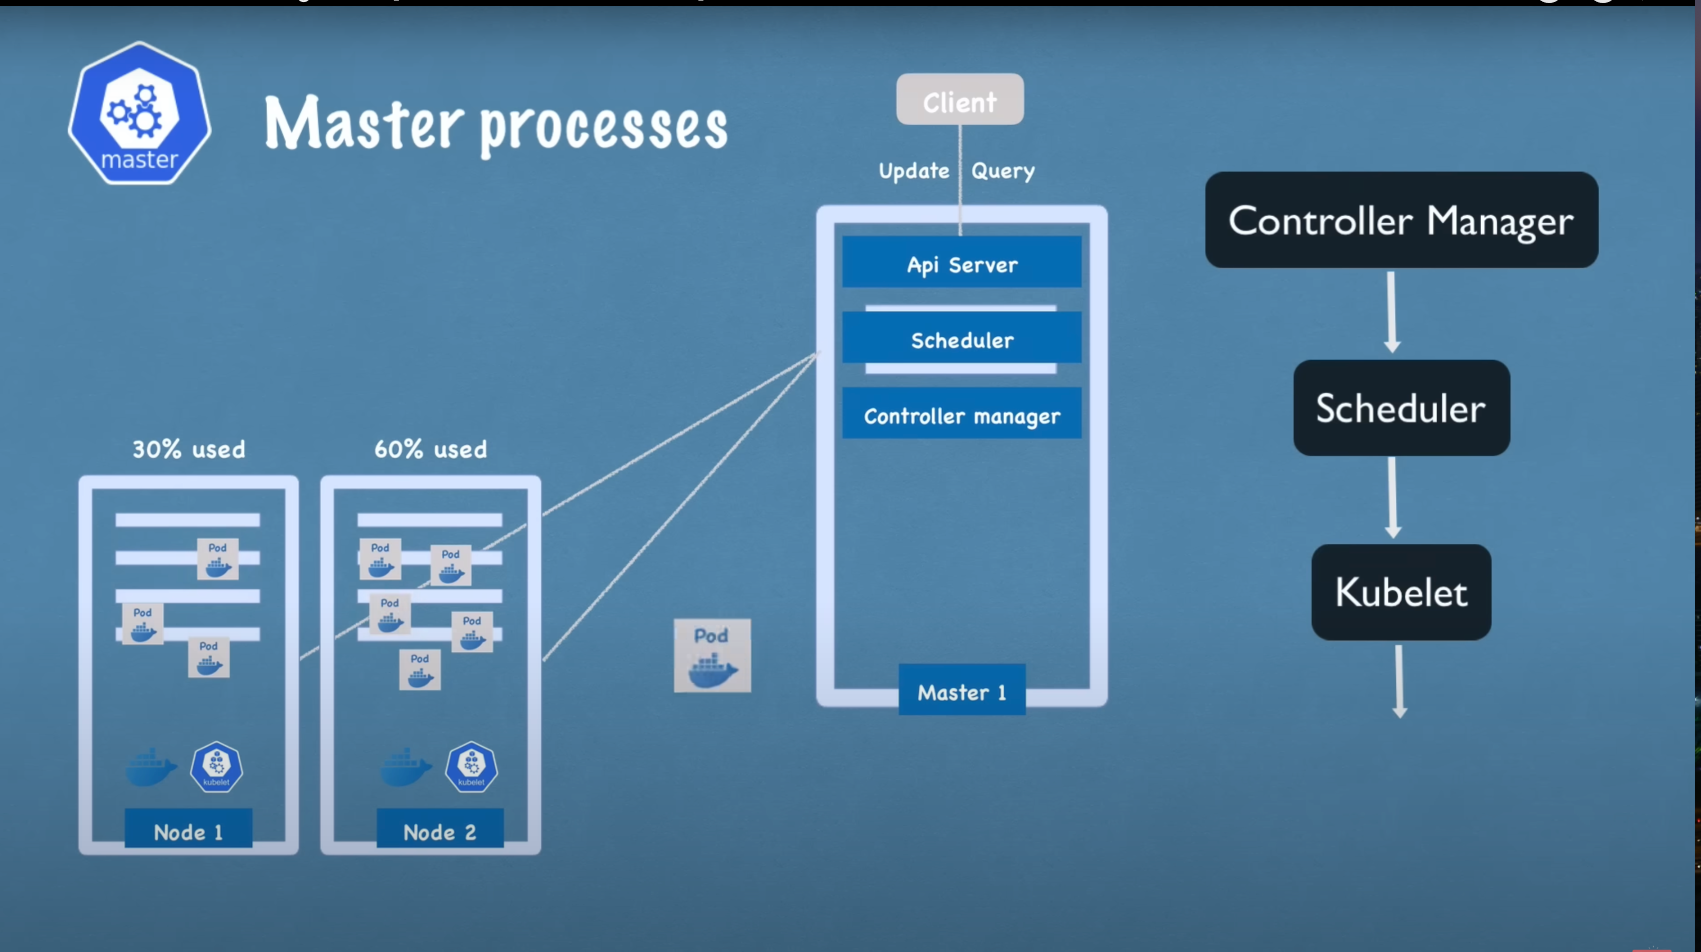 Master processes
master
Client
Update
Query
Api Server
Scheduler
Controller manager
Master 1
Controller Manager
Scheduler
Kubelet
30% used
60% used
Pod
Pod
Pod
Pod
Pod
Pod
Pod
Pod
Pod
kubelet
kubelet
Node 1
Node 2